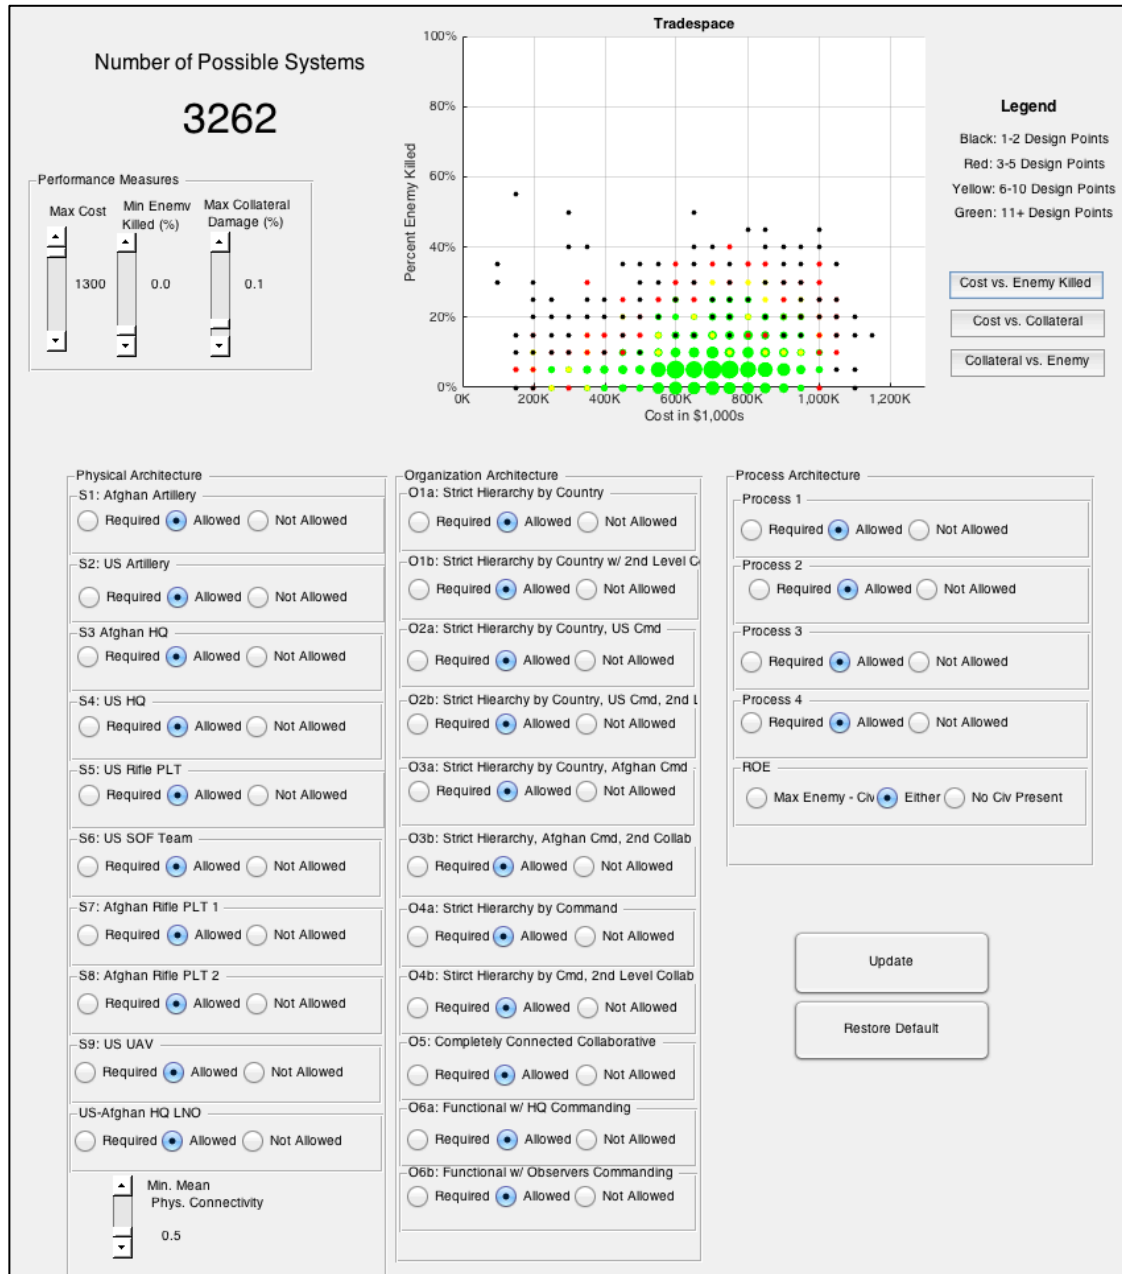 Number of Possible Systems
3262
Performance Measures
Max Cost
Min Enemy
Killed (%)
Max Collateral
Damage (%)
1300
0.0
0.1
Tradespace
100%
80%
60%
40%
20%
0%
Percent Enemy Killed
0K 200K 400K 600K 800K 1,000K 1,200K
Cost in $1,000s
Legend
Black: 1-2 Design Points
Red: 3-5 Design Points
Yellow: 6-10 Design Points
Green: 11+ Design Points
Cost vs. Enemy Killed
Cost vs. Collateral
Collateral vs. Enemy
Physical Architecture
S1: Afghan Artillery
Required Allowed Not Allowed
S2: US Artillery
Required Allowed Not Allowed
S3 Afghan HQ
Required Allowed Not Allowed
S4: US HQ
Required Allowed Not Allowed
S5: US Rifle PLT
Required Allowed Not Allowed
S6: US SOF Team
Required Allowed Not Allowed
S7: Afghan Rifle PLT 1
Required Allowed Not Allowed
S8: Afghan Rifle PLT 2
Required Allowed Not Allowed
S9: US UAV
Required Allowed Not Allowed
US-Afghan HQ LNO
Required Allowed Not Allowed
Min. Mean
Phys. Connectivity
0.5
Organization Architecture
O1a: Strict Hierarchy by Country
Required Allowed Not Allowed
O1b: Strict Hierarchy by Country w/ 2nd Level C
Required Allowed Not Allowed
O2a: Strict Hierarchy by Country, US Cmd
Required Allowed Not Allowed
O2b: Strict Hiearchy by Country, US Cmd, 2nd L
Required Allowed Not Allowed
O3a: Strict Hierarchy by Country, Afghan Cmd
Required Allowed Not Allowed
O3b: Strict Hierarchy, Afghan Cmd, 2nd Collab
Required Allowed Not Allowed
O4a: Strict Hierarchy by Command
Required Allowed Not Allowed
O4b: Stirct Hierarchy by Cmd, 2nd Level Collab
Required Allowed Not Allowed
O5: Completely Connected Collaborative
Required Allowed Not Allowed
O6a: Functional w/ HQ Commanding
Required Allowed Not Allowed
O6b: Functional w/ Observers Commanding
Required Allowed Not Allowed
Process Architecture
Process 1
Required Allowed Not Allowed
Process 2
Required Allowed Not Allowed
Process 3
Required Allowed Not Allowed
Process 4
Required Allowed Not Allowed
ROE
Max Enemy - Civ Either No Civ Present
Update
Restore Default